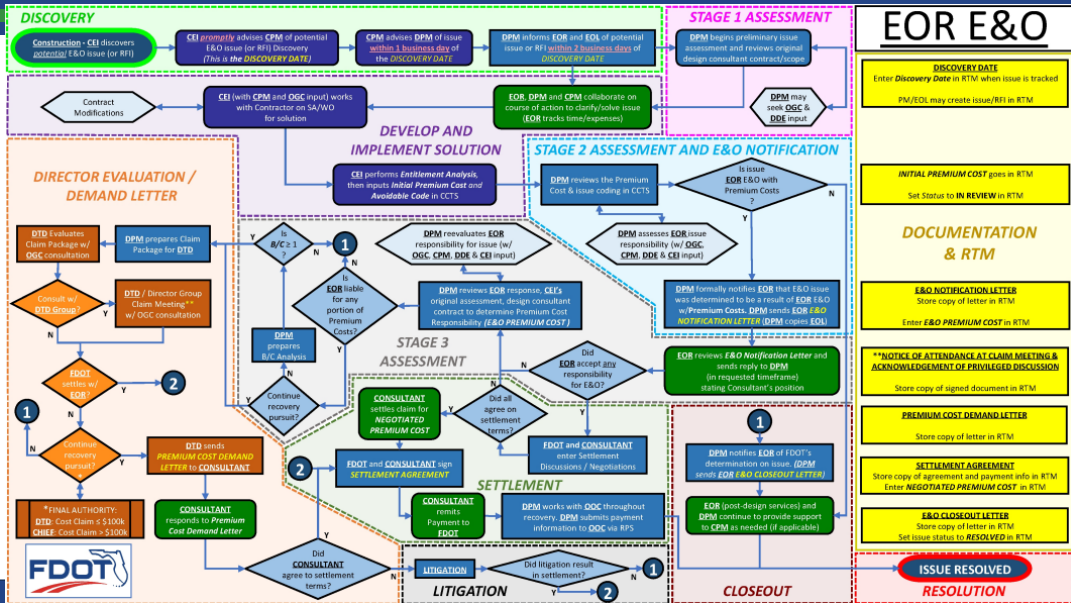 DISCOVERY
Construction - CEI discovers
potential E&O issue (or RFI)
CEI promptly advises CPM of potential
E&O issue (or RFI) Discovery
(This is the DISCOVERY DATE)
CPM advises DPM of issue
within 1 business day of
the DISCOVERY DATE
DPM informs EOR and EOL of potential
issue or RFI within 2 business days of
DISCOVERY DATE
STAGE 1 ASSESSMENT
DPM begins preliminary issue
assessment and reviews original
design consultant contract/scope
DPM may
seek OGC &
DDE input
Contract
Modifications
CEI (with CPM and OGC input) works
with Contractor on SA/WO
for solution
EOR, DPM and CPM collaborate on
course of action to clarify/solve issue
(EOR tracks time/expenses)
DEVELOP AND
IMPLEMENT SOLUTION
CEI performs Entitlement Analysis,
then inputs Initial Premium Cost and
Avoidable Code in CCTS
STAGE 2 ASSESSMENT AND E&O NOTIFICATION
DPM reviews the Premium
Cost & issue coding in CCTS
Is issue
EOR E&O with
Premium Costs
?
Y
N
DPM assesses EOR issue
responsibility (w/ OGC,
CPM, DDE & CEI input)
DPM formally notifies EOR that E&O issue
was determined to be a result of EOR E&O
w/Premium Costs. DPM sends EOR E&O
NOTIFICATION LETTER (DPM copies EOL)
EOR reviews E&O Notification Letter and
sends reply to DPM
(in requested timeframe)
stating Consultant's position
DIRECTOR EVALUATION /
DEMAND LETTER
DTD Evaluates
Claim Package w/
OGC consultation
DPM prepares Claim
Package for DTD
Consult w/
DTD Group?
Y
N
DTD / Director Group
Claim Meeting**
w/ OGC consultation
FDOT
settles w/
EOR?
Y
N
2
1
Continue
recovery
pursuit?
*
N
Y
DTD sends
PREMIUM COST DEMAND
LETTER to CONSULTANT
*FINAL AUTHORITY:
DTD: Cost Claim ≤ $100k
CHIEF: Cost Claim > $100k
CONSULTANT
responds to Premium
Cost Demand Letter
FDOT
Is
B/C ≥ 1
?
Y
N
1
N
Is
EOR liable
for any
portion of
Premium Costs?
Y
DPM
prepares
B/C Analysis
Continue
recovery
pursuit?
Y
N
STAGE 3
ASSESSMENT
DPM reevaluates EOR
responsibility for issue (w/
OGC, CPM, DDE & CEI input)
DPM reviews EOR response, CEI's
original assessment, design consultant
contract to determine Premium Cost
Responsibility (E&O PREMIUM COST)
Did
EOR accept any
responsibility
for E&O?
N
Y
CONSULTANT
settles claim for
NEGOTIATED
PREMIUM COST
Did all
agree on
settlement
terms?
N
Y
FDOT and CONSULTANT
enter Settlement
Discussions / Negotiations
2
FDOT and CONSULTANT sign
SETTLEMENT AGREEMENT
SETTLEMENT
CONSULTANT
remits
Payment to
FDOT
DPM works with OOC throughout
recovery. DPM submits payment
information to OOC via RPS
Did
CONSULTANT
agree to settlement
terms?
Y
N
LITIGATION
Did litigation result
in settlement?
N
1
Y
2
LITIGATION
1
DPM notifies EOR of FDOT's
determination on issue. (DPM
sends EOR E&O CLOSEOUT LETTER)
EOR (post-design services) and
DPM continue to provide support
to CPM as needed (if applicable)
CLOSEOUT
EOR E&O
DISCOVERY DATE
Enter Discovery Date in RTM when issue is tracked
PM/EOL may create issue/RFI in RTM
INITIAL PREMIUM COST goes in RTM
Set Status to IN REVIEW in RTM
DOCUMENTATION
& RTM
E&O NOTIFICATION LETTER
Store copy of letter in RTM
Enter E&O PREMIUM COST in RTM
**NOTICE OF ATTENDANCE AT CLAIM MEETING &
ACKNOWLEDGEMENT OF PRIVILEGED DISCUSSION
Store copy of signed document in RTM
PREMIUM COST DEMAND LETTER
Store copy of letter in RTM
SETTLEMENT AGREEMENT
Store copy of agreement and payment info in RTM
Enter NEGOTIATED PREMIUM COST in RTM
E&O CLOSEOUT LETTER
Store copy of letter in RTM
Set issue status to RESOLVED in RTM
ISSUE RESOLVED
RESOLUTION